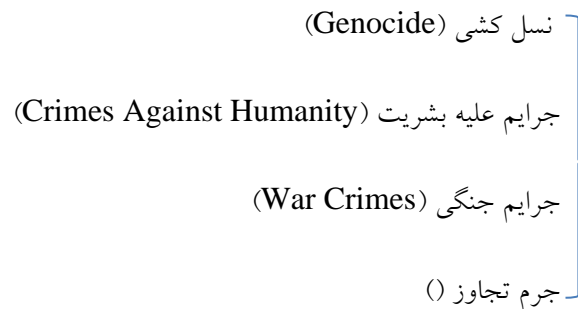 نسل کشی (Genocide)
جرایم علیه بشریت (Crimes Against Humanity)
جرایم جنگی (War Crimes)
جرم تجاوز ()